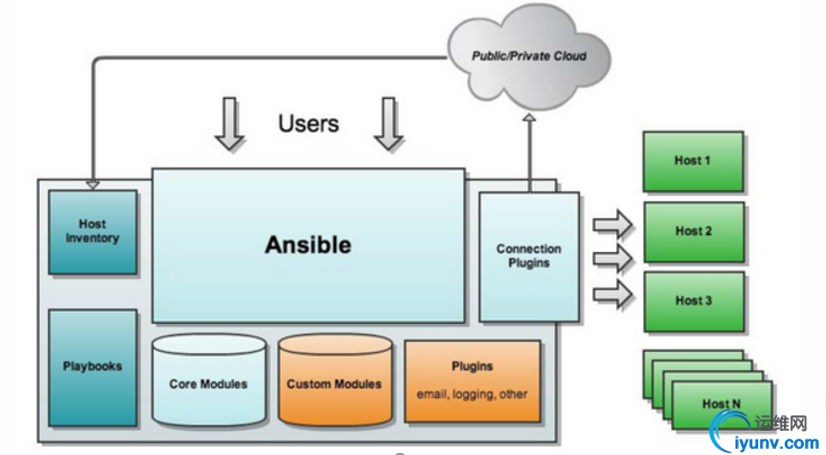 Public/Private Cloud
Users
Host
Inventory
Ansible
Connection
Plugins
Host 1
Host 2
Host 3
Host N
Playbooks
Core Modules
Custom Modules
Plugins
email, logging, other
运维网
iyunv.com